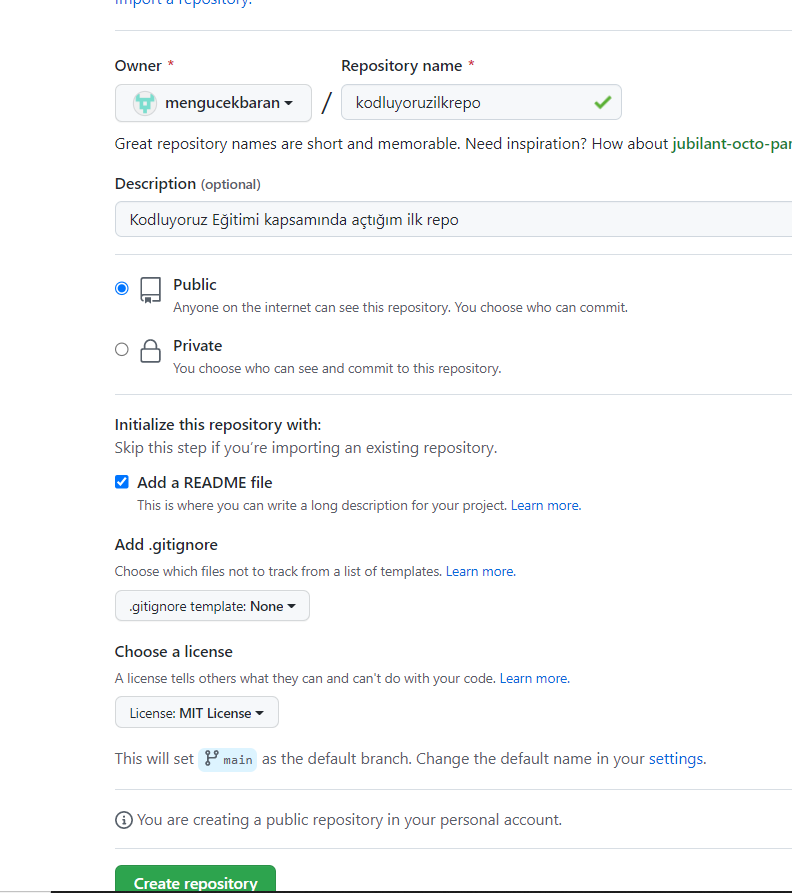 Import a repository.
Owner *
Repository name *
mengucekbaran
/
kodluyoruzilkrepo
Great repository names are short and memorable. Need inspiration? How about jubilant-octo-
Description (optional)
Kodluyoruz Eğitimi kapsamında açtığım ilk repo
Public
Anyone on the internet can see this repository. You choose who can commit.
Private
You choose who can see and commit to this repository.
Initialize this repository with:
Skip this step if you’re importing an existing repository.
Add a README file
This is where you can write a long description for your project. Learn more.
Add .gitignore
Choose which files not to track from a list of templates. Learn more.
.gitignore template: None
Choose a license
A license tells others what they can and can't do with your code. Learn more.
License: MIT License
This will set main as the default branch. Change the default name in your settings.
You are creating a public repository in your personal account.
Create repository